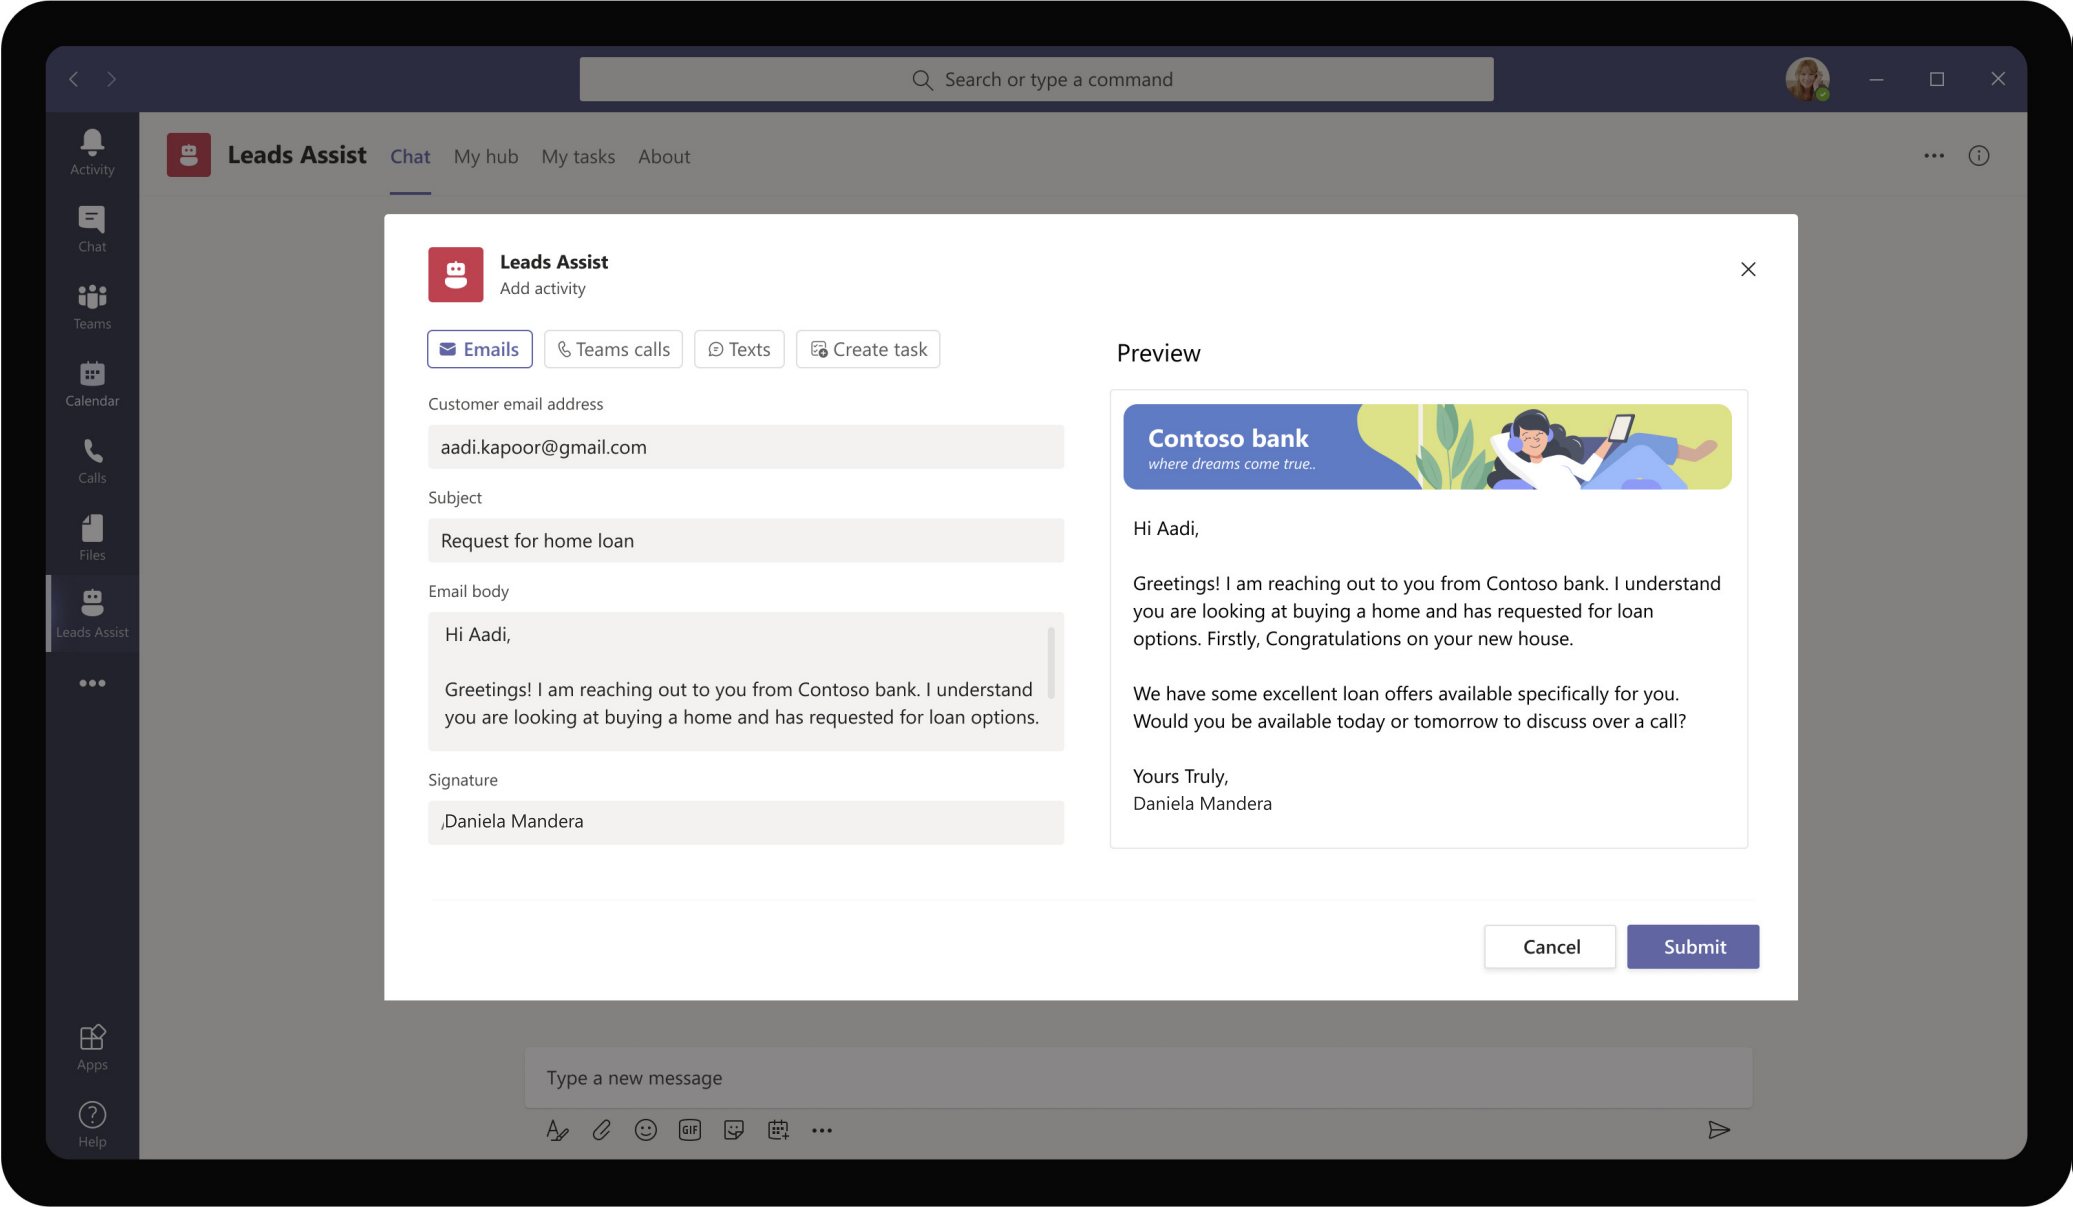 Search or type a command
Activity
Chat
Teams
Calendar
Calls
Files
Leads Assist
Apps
Help
Leads Assist Chat My hub My tasks About
Leads Assist
Add activity
Emails Teams calls Texts Create task
Customer email address
aadi.kapoor@gmail.com
Subject
Request for home loan
Email body
Hi Aadi,
Greetings! I am reaching out to you from Contoso bank. I understand
you are looking at buying a home and has requested for loan options.
Signature
,Daniela Mandera
Preview
Contoso bank
where dreams come true..
Hi Aadi,
Greetings! I am reaching out to you from Contoso bank. I understand
you are looking at buying a home and has requested for loan
options. Firstly, Congratulations on your new house.
We have some excellent loan offers available specifically for you.
Would you be available today or tomorrow to discuss over a call?
Yours Truly,
Daniela Mandera
Cancel Submit
Type a new message
GIF